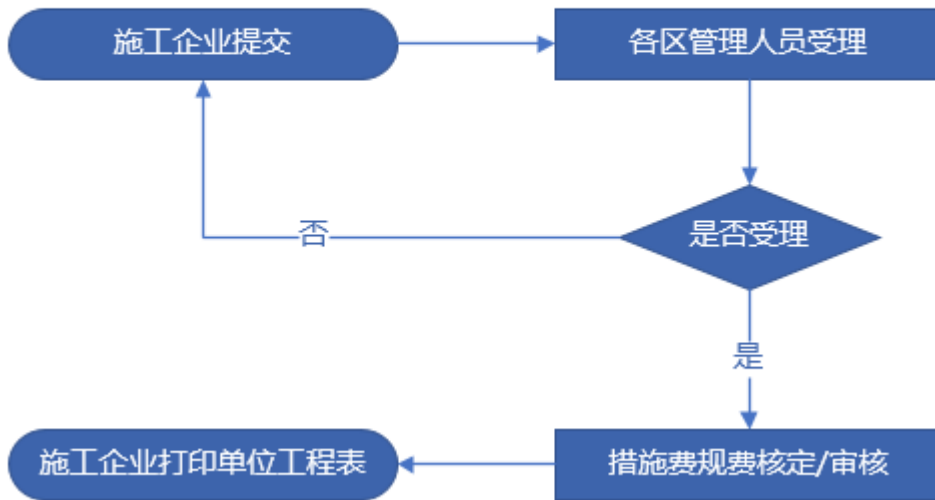 施工企业提交
各区管理人员受理
是否受理
否
是
措施费规费核定/审核
施工企业打印单位工程表